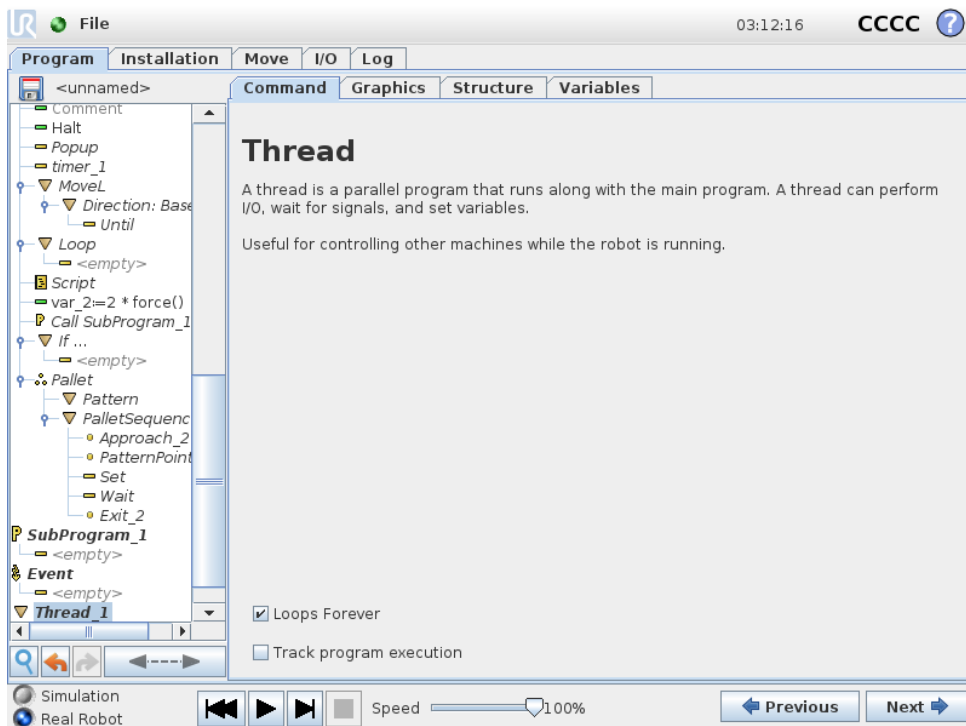 UR File 03:12:16 CCCC ?
Program Installation Move I/O Log
<unnamed> Command Graphics Structure Variables
Comment
Halt
Popup
timer_1
MoveL
Direction: Base
Until
Loop
<empty>
Script
var_2:=2 * force()
P Call SubProgram_1
If ...
<empty>
Pallet
Pattern
PalletSequenc
Approach_2
PatternPoint
Set
Wait
Exit_2
P SubProgram_1
<empty>
Event
<empty>
Thread_1
Thread
A thread is a parallel program that runs along with the main program. A thread can perform
I/O, wait for signals, and set variables.
Useful for controlling other machines while the robot is running.
Loops Forever
Track program execution
Simulation
Real Robot
Speed 100%
Previous Next